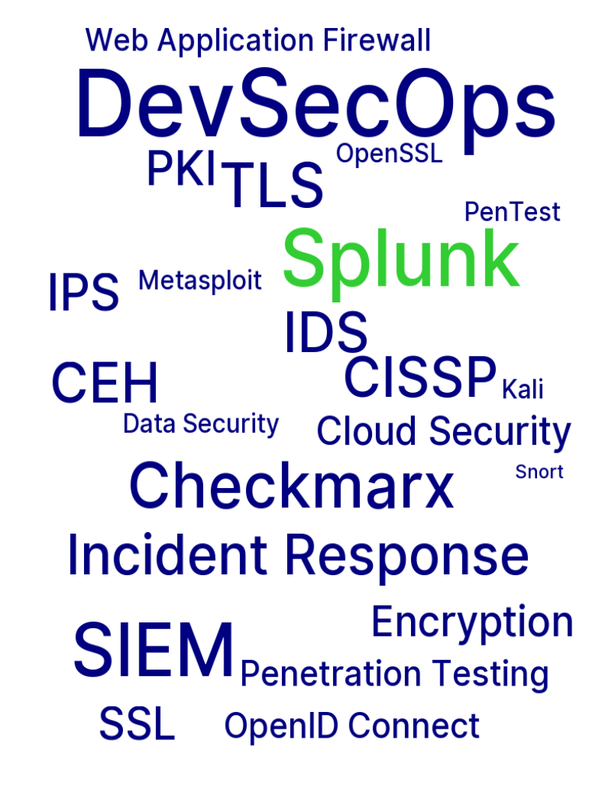 Web Application Firewall
DevSecOps
OpenSSL
PKI
TLS
PenTest
Splunk
IPS
Metasploit
IDS
CEH
CISSP
Kali
Data Security
Cloud Security
Checkmarx
Snort
Incident Response
Encryption
SIEM
Penetration Testing
SSL
OpenID Connect